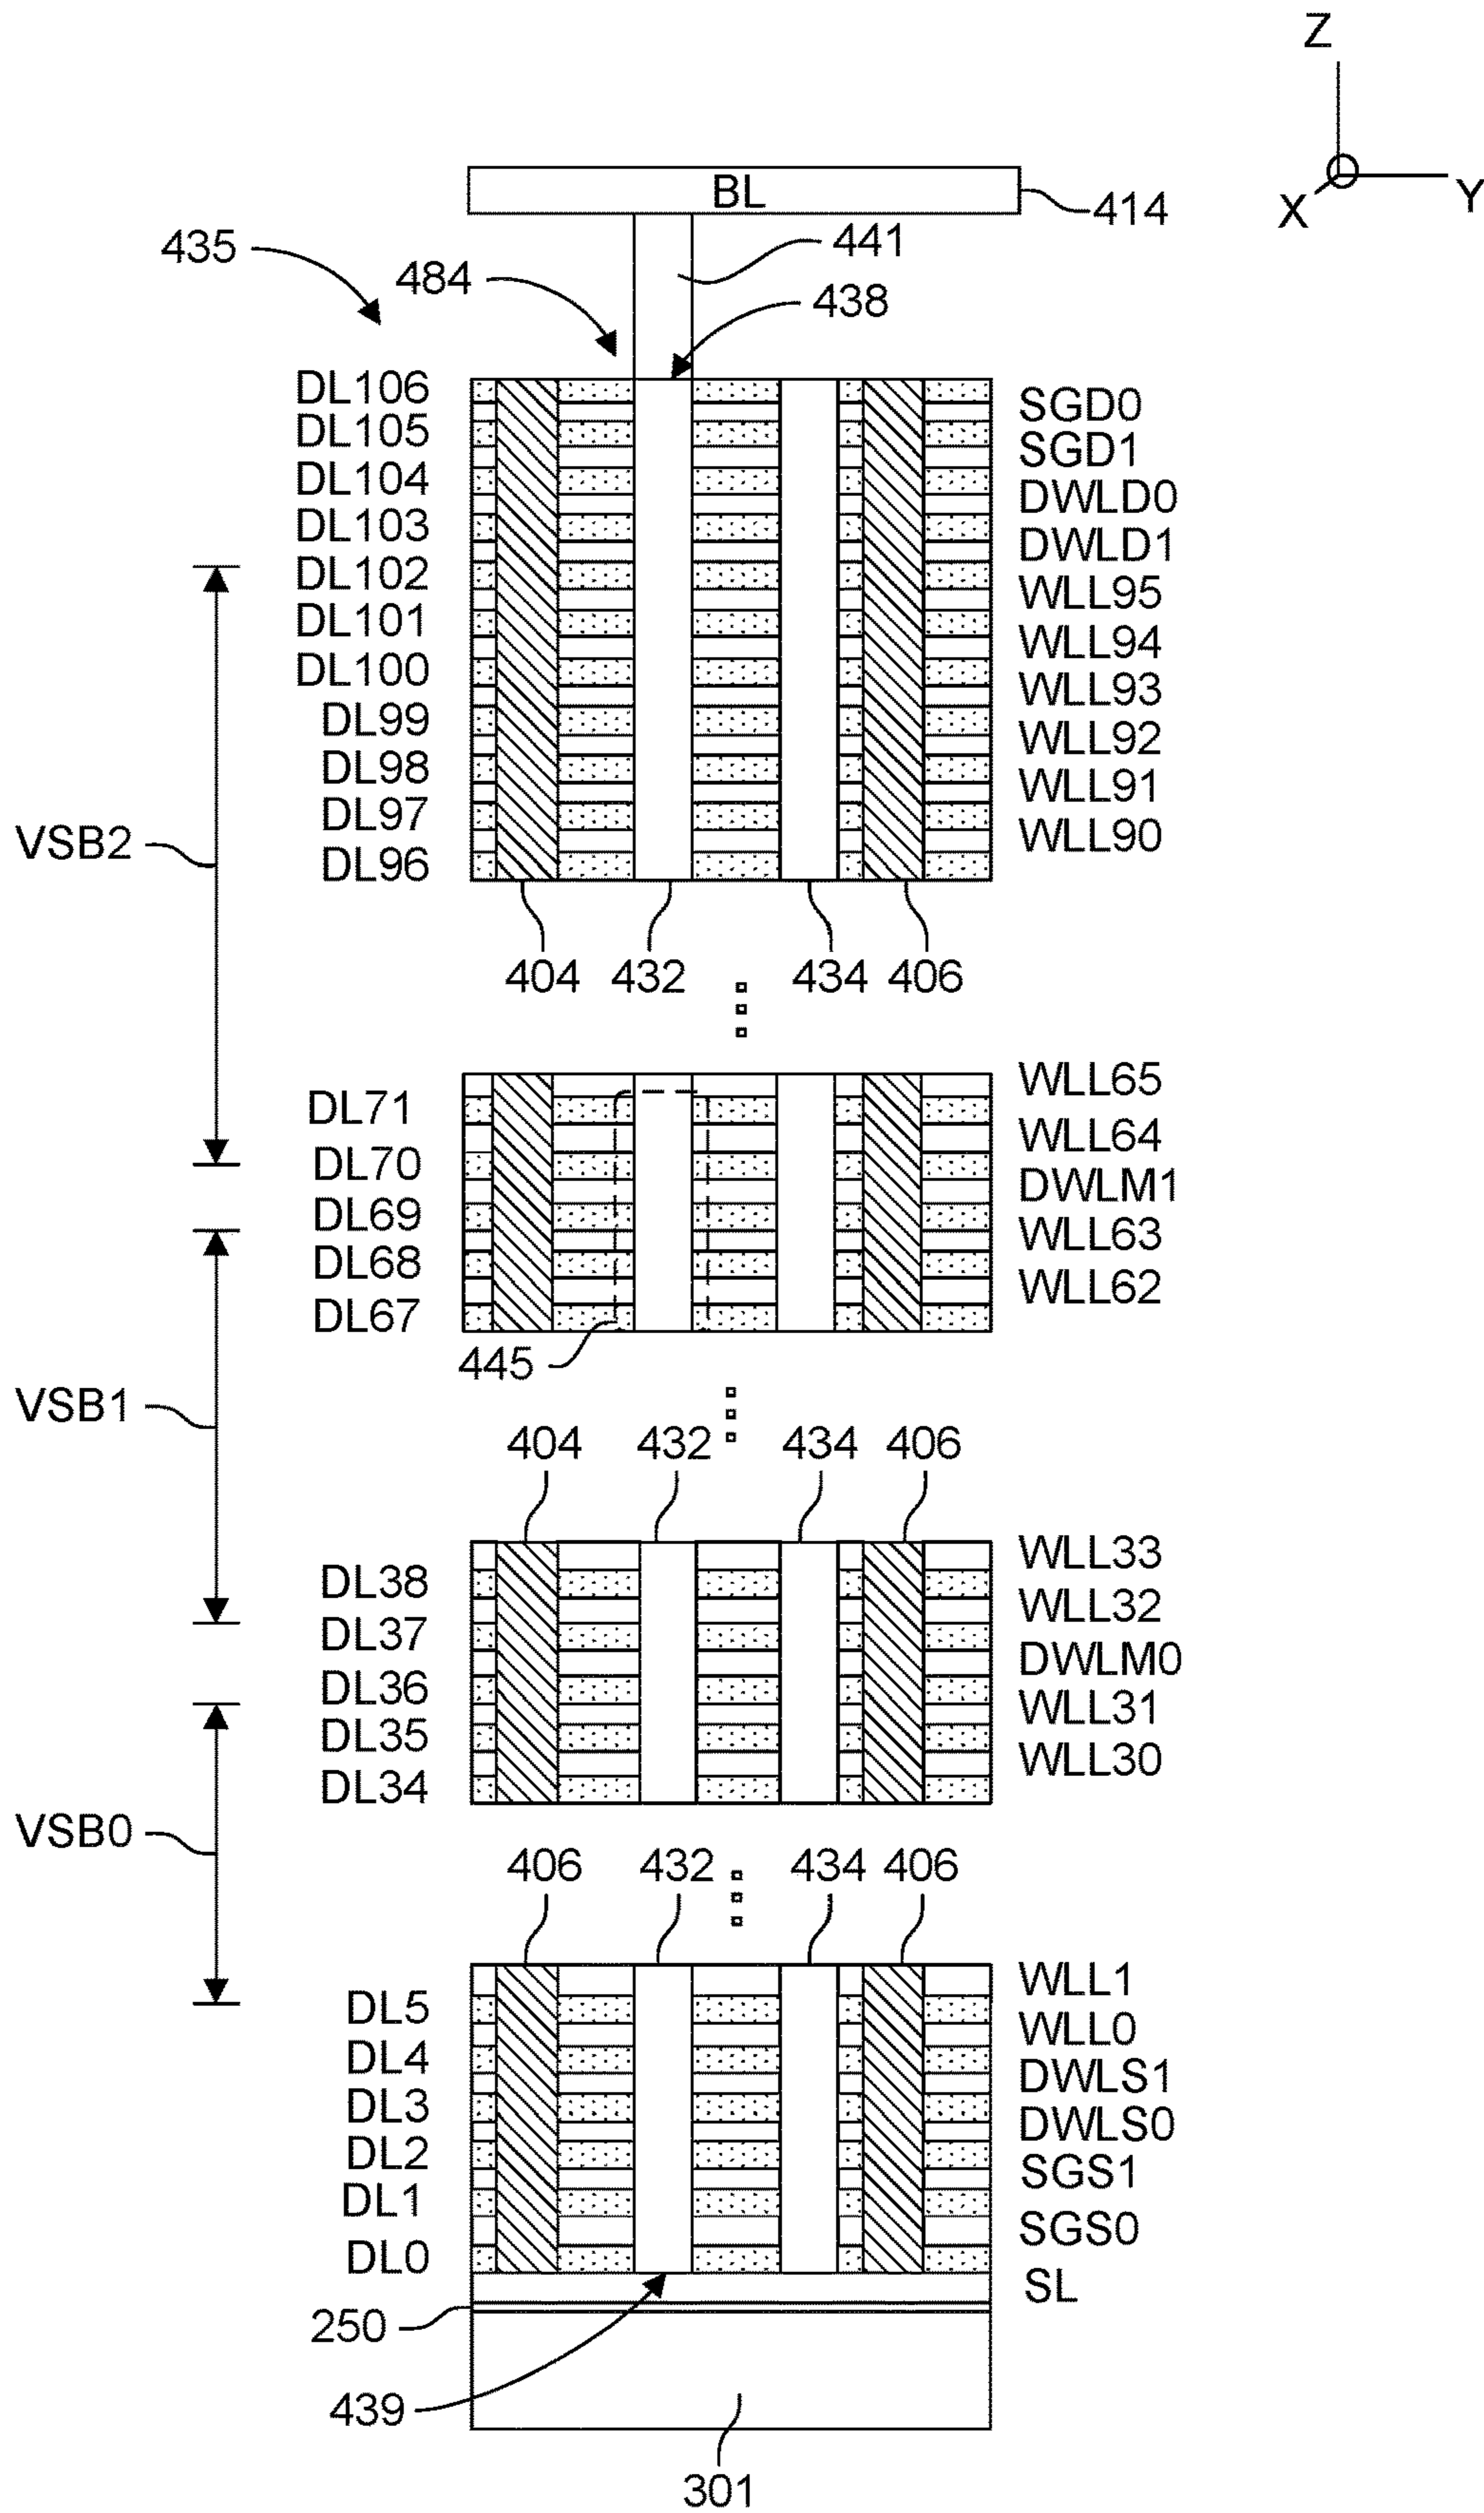 Z
BL
Y
X
414
435
441
484
438
DL106
SGD0
DL105
SGD1
DL104
DWLD0
DL103
DWLD1
DL102
WLL95
DL101
WLL94
DL100
WLL93
DL99
WLL92
DL98
WLL91
DL97
WLL90
VSB2
DL96
404 432 434 406
WLL65
DL71
WLL64
DL70
DWLM1
DL69
WLL63
DL68
WLL62
DL67
445
VSB1
404 432 434 406
WLL33
DL38
WLL32
DL37
DWLM0
DL36
WLL31
DL35
WLL30
DL34
VSB0
406 432 434 406
WLL1
DL5
WLL0
DL4
DWLS1
DL3
DWLS0
DL2
SGS1
DL1
SGS0
DL0
SL
250
439
301